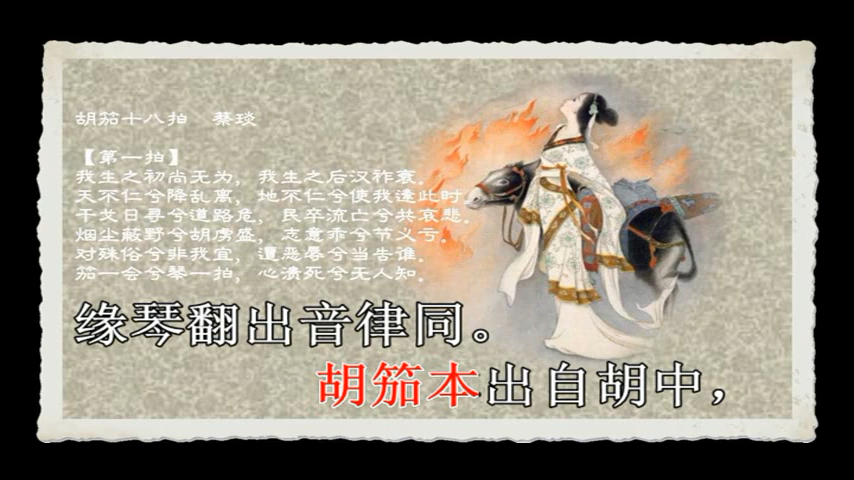 胡笳十八拍　蔡琰
【第一拍】
我生之初尚无为，我生之后汉祚衰。
天不仁兮降乱离，地不仁兮使我逢此时。
干戈日寻兮道路危，民卒流亡兮共哀悲。
烟尘蔽野兮胡虏盛，志意乖兮节义亏。
对殊俗兮非我宜，遭恶辱兮当告谁。
笳一会兮琴一拍，心溃死兮无人知。
缘琴翻出音律同。
胡笳本出自胡中，